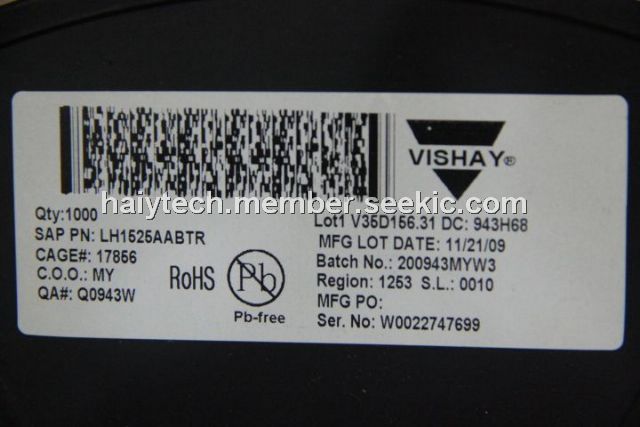 VISHAY®
Qty:1000
SAP PN: LH1525AABTR
CAGE#: 17856
C.O.O.: MY
QA#: Q0943W
RoHS
Pb
Pb-free
Lot1 V35D156.31 DC: 943H68
MFG LOT DATE: 11/21/09
Batch No.: 200943MYW3
Region: 1253 S.L.: 0010
MFG PO:
Ser. No: W0022747699
haiytech.member.seekic.com